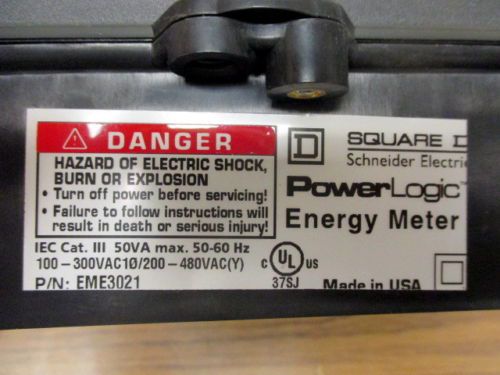 DANGER
HAZARD OF ELECTRIC SHOCK,
BURN OR EXPLOSION
• Turn off power before servicing!
• Failure to follow instructions will
result in death or serious injury!
IEC Cat. III 50VA max. 50-60 Hz
100-300VAC1Ø/200-480VAC(Y)
P/N: EME3021
SQUARE D
Schneider Electric
PowerLogic™
Energy Meter
C UL US
37SJ
Made in USA